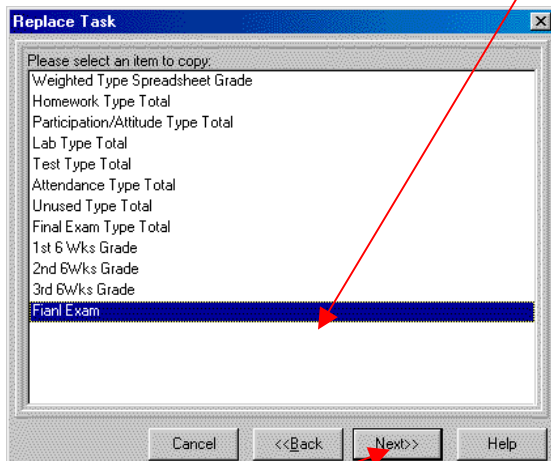 Replace Task
Please select an item to copy:
Weighted Type Spreadsheet Grade
Homework Type Total
Participation/Attitude Type Total
Lab Type Total
Test Type Total
Attendance Type Total
Unused Type Total
Final Exam Type Total
1st 6 Wks Grade
2nd 6Wks Grade
3rd 6Wks Grade
Fianl Exam
Cancel <<Back Next>> Help